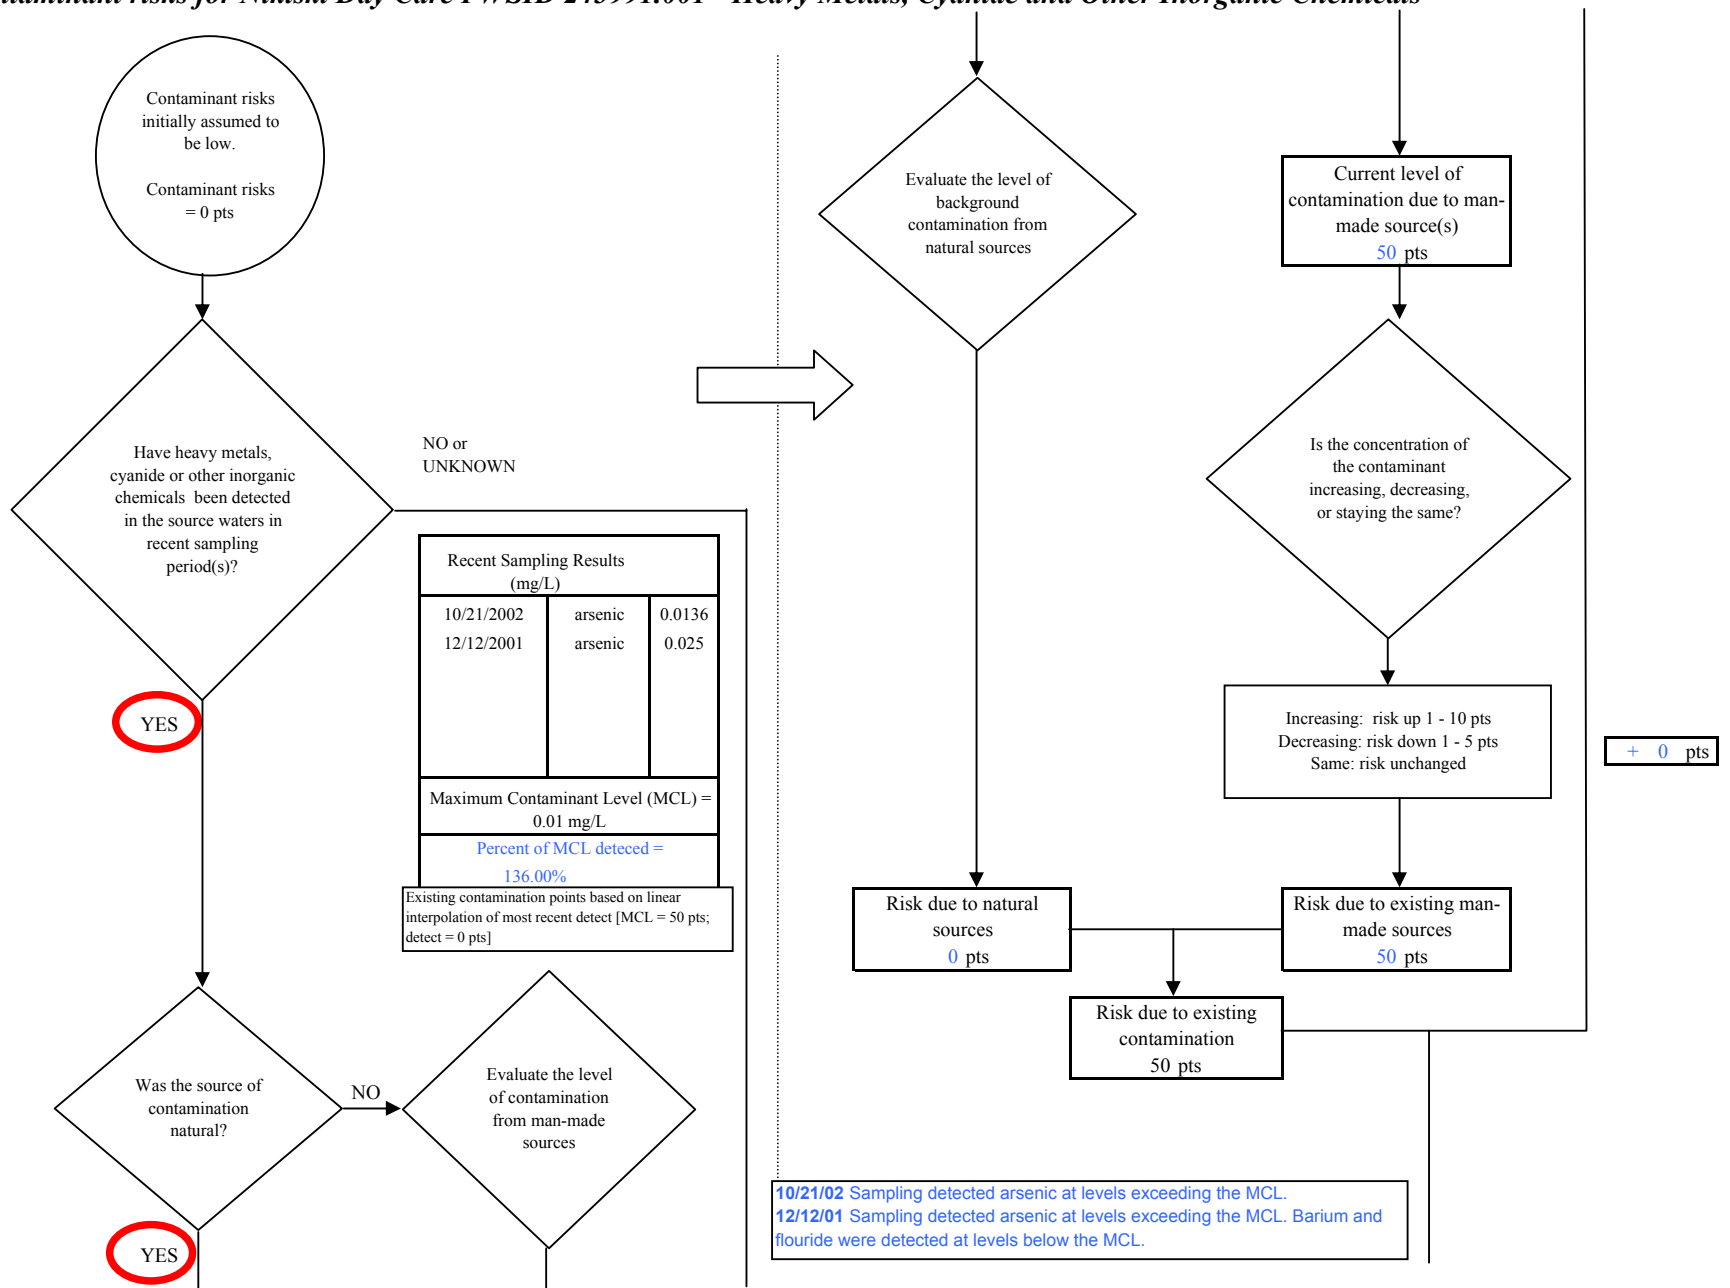 Contaminant risks
initially assumed to
be low.
Contaminant risks
= 0 pts
Have heavy metals,
cyanide or other inorganic
chemicals been detected
in the source waters in
recent sampling
period(s)?
NO or
UNKNOWN
YES
Recent Sampling Results
(mg/L)
10/21/2002 arsenic 0.0136
12/12/2001 arsenic 0.025
Maximum Contaminant Level (MCL) =
0.01 mg/L
Percent of MCL deteced =
136.00%
Existing contamination points based on linear
interpolation of most recent detect [MCL = 50 pts;
detect = 0 pts]
Was the source of
contamination
natural?
NO
YES
Evaluate the level
of contamination
from man-made
sources
Evaluate the level of
background
contamination from
natural sources
Current level of
contamination due to man-
made source(s)
50 pts
Is the concentration of
the contaminant
increasing, decreasing,
or staying the same?
Increasing: risk up 1 - 10 pts
Decreasing: risk down 1 - 5 pts
Same: risk unchanged
+ 0 pts
Risk due to natural
sources
0 pts
Risk due to existing man-
made sources
50 pts
Risk due to existing
contamination
50 pts
10/21/02 Sampling detected arsenic at levels exceeding the MCL.
12/12/01 Sampling detected arsenic at levels exceeding the MCL. Barium and
flouride were detected at levels below the MCL.